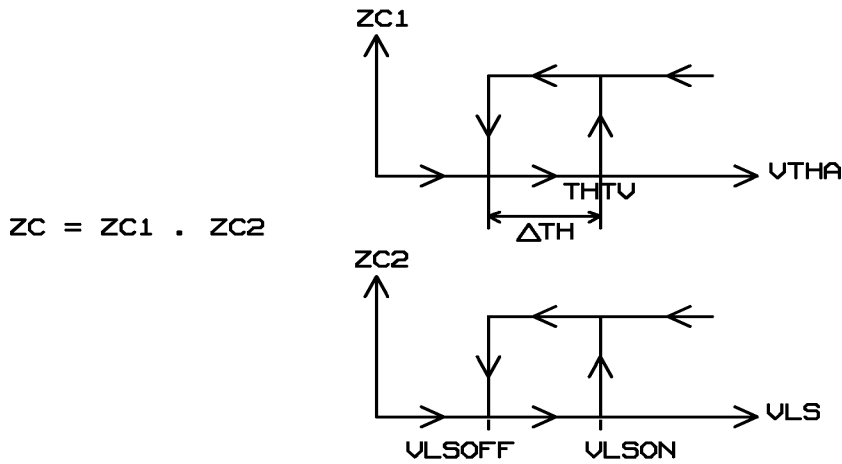 ZC1
VTHA
THTV
ΔTH
ZC = ZC1 . ZC2
ZC2
VLS
VLSOFF VLSON